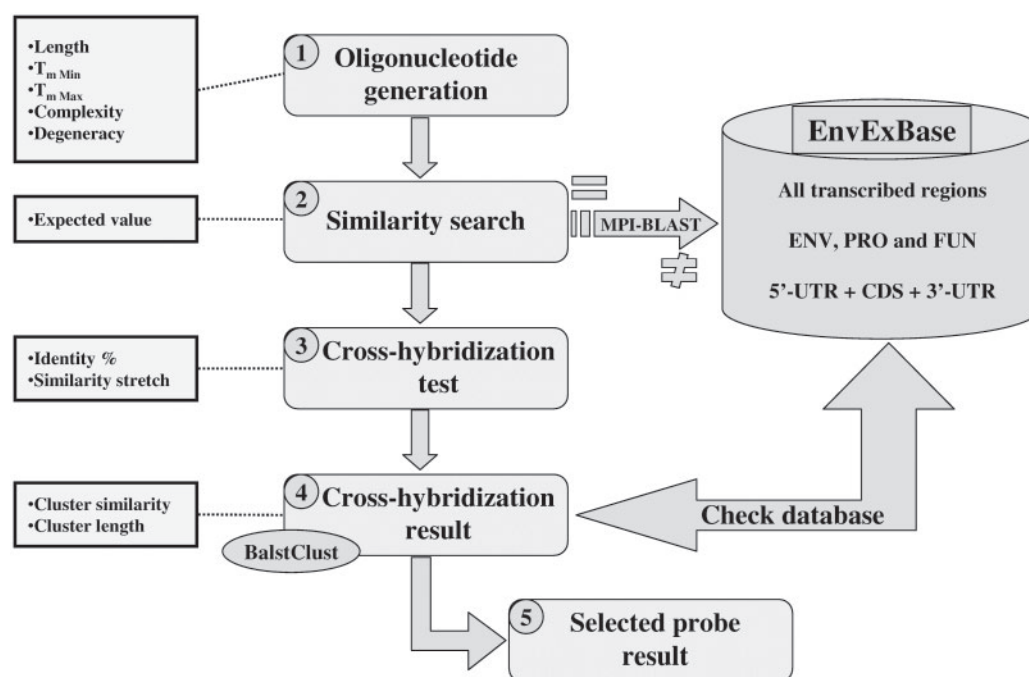 •Length
•Tm Min
•Tm Max
•Complexity
•Degeneracy
1
Oligonucleotide
generation
•Expected value
2
Similarity search
=
MPI-BLAST
≠
EnvExBase
All transcribed regions
ENV, PRO and FUN
5’-UTR + CDS + 3’-UTR
•Identity %
•Similarity stretch
3
Cross-hybridization
test
•Cluster similarity
•Cluster length
4
Cross-hybridization
result
BalstClust
Check database
5
Selected probe
result